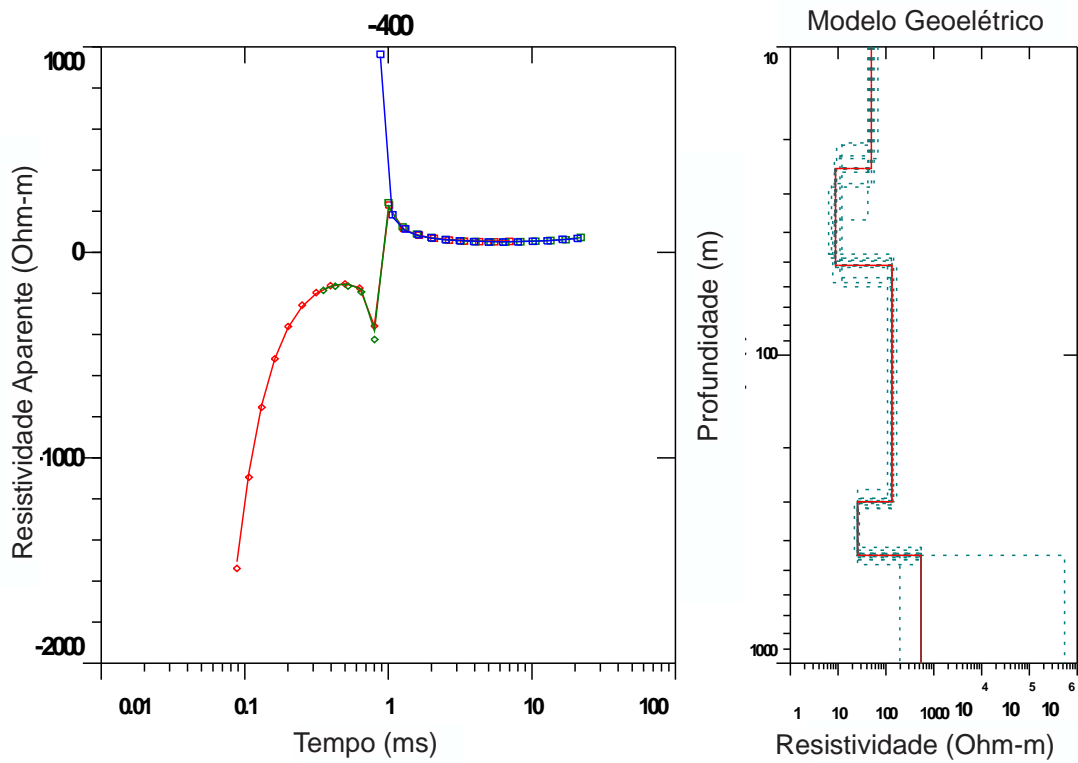 -400
1000
0
-1000
-2000
Resistividade Aparente (Ohm-m)
0.01 0.1 1 10 100
Tempo (ms)
Modelo Geoelétrico
10
100
1000
Profundidade (m)
1 10 100 1000 10 4 10 5 10 6
Resistividade (Ohm-m)